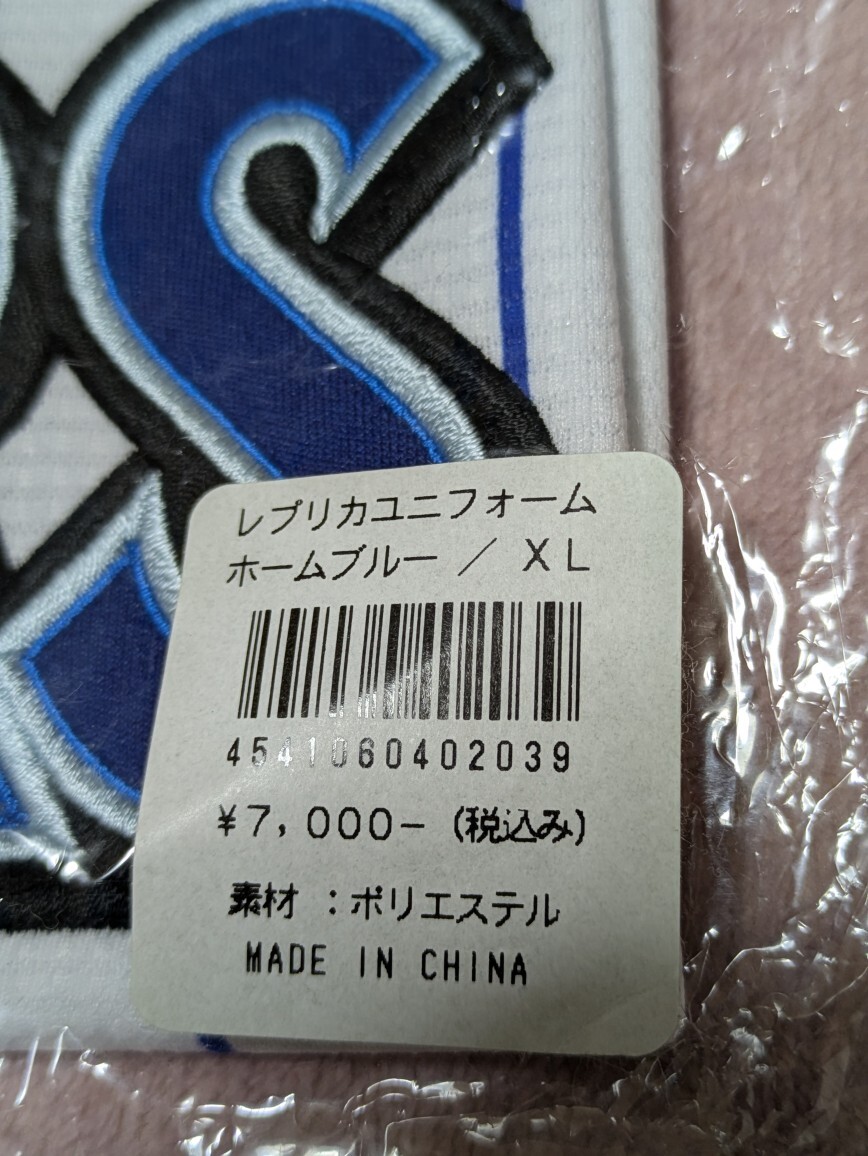 S
レプリカユニフォーム
ホームブルー ／ XL
4541060402039
¥7,000− (税込み)
素材 ：ポリエステル
MADE IN CHINA